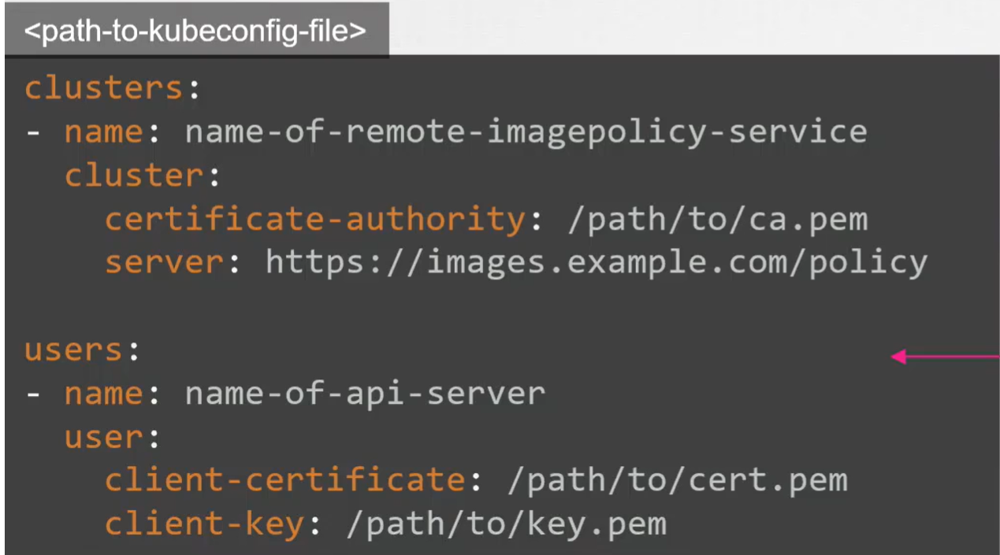 <path-to-kubeconfig-file>
clusters:
- name: name-of-remote-imagepolicy-service
  cluster:
    certificate-authority: /path/to/ca.pem
    server: https://images.example.com/policy
users:
- name: name-of-api-server
  user:
    client-certificate: /path/to/cert.pem
    client-key: /path/to/key.pem